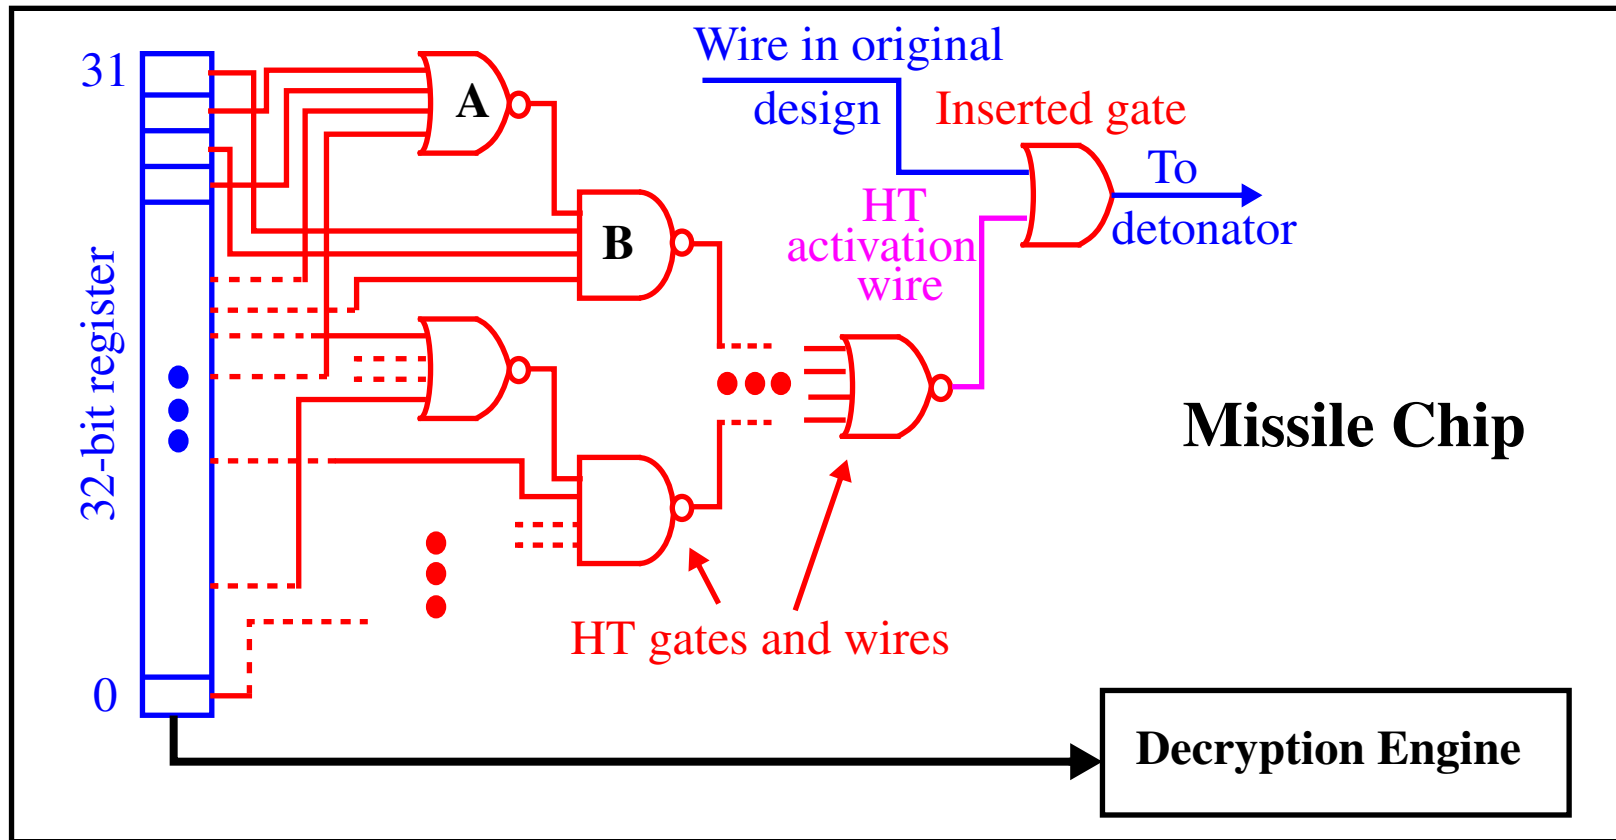 31
A
Wire in original
design
Inserted gate
To
detonator
HT
activation
wire
B
32-bit register
Missile Chip
HT gates and wires
0
Decryption Engine